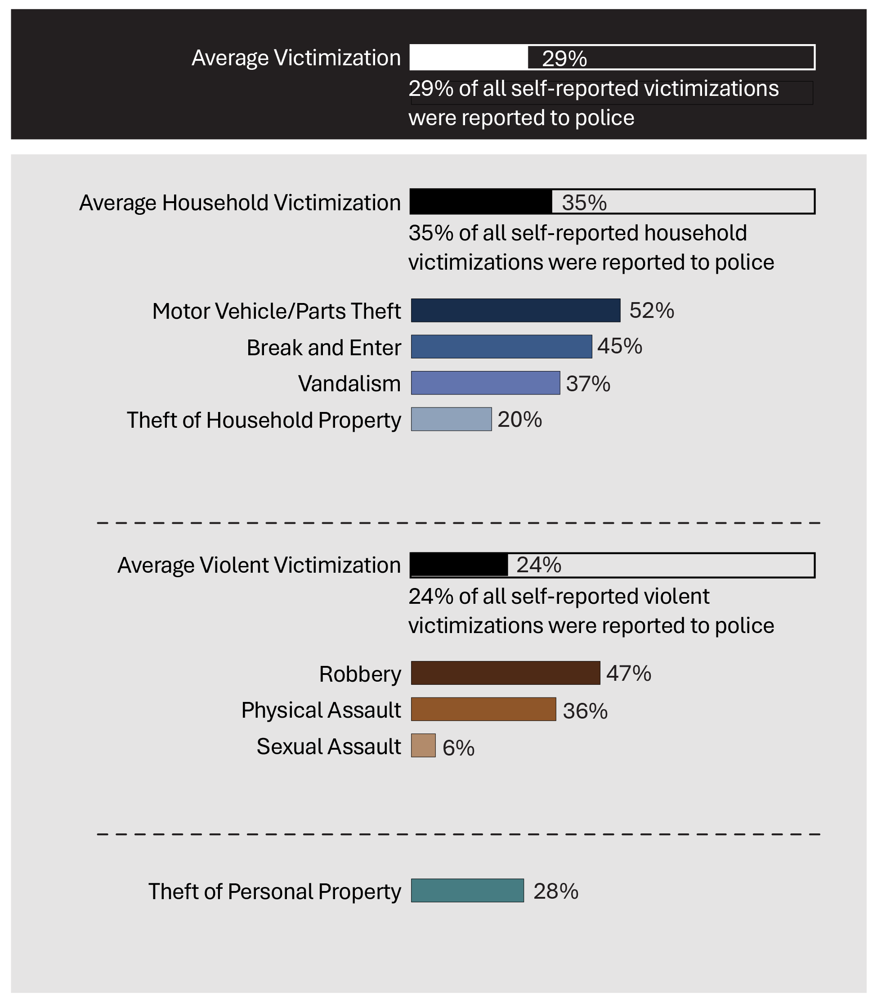 Average Victimization 29%
29% of all self-reported victimizations
were reported to police
Average Household Victimization 35%
35% of all self-reported household
victimizations were reported to police
Motor Vehicle/Parts Theft 52%
Break and Enter 45%
Vandalism 37%
Theft of Household Property 20%
Average Violent Victimization 24%
24% of all self-reported violent
victimizations were reported to police
Robbery 47%
Physical Assault 36%
Sexual Assault 6%
Theft of Personal Property 28%